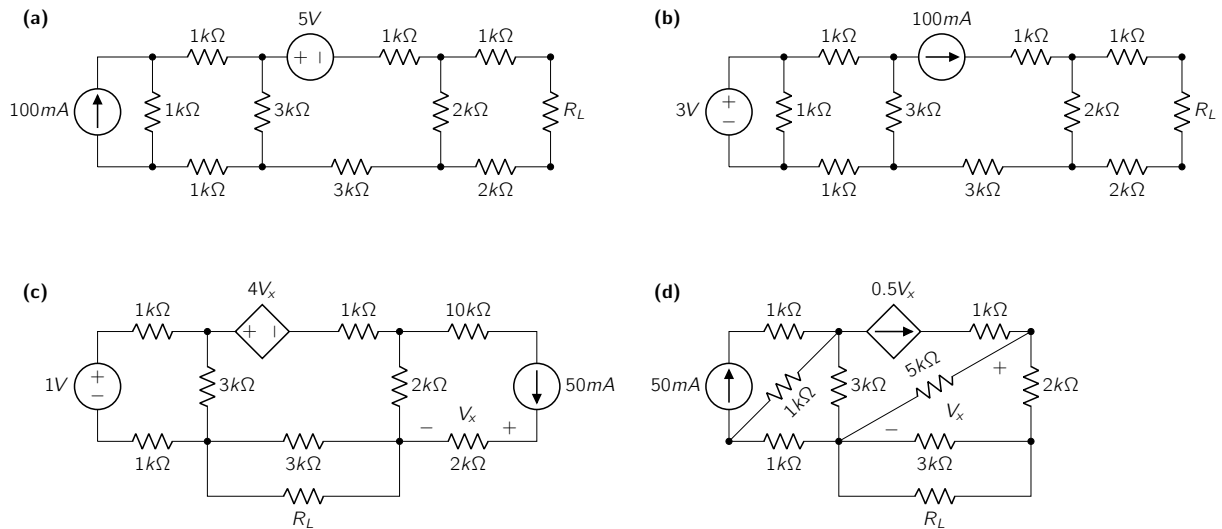 (a)
5V
1kΩ
1kΩ
1kΩ
+ −
100mA
1kΩ
3kΩ
2kΩ
R_L
1kΩ
3kΩ
2kΩ
(b)
100mA
1kΩ
1kΩ
1kΩ
3V
+
−
1kΩ
3kΩ
2kΩ
R_L
1kΩ
3kΩ
2kΩ
(c)
4V_x
1kΩ
1kΩ
10kΩ
+ −
1V
+
−
3kΩ
2kΩ
50mA
− V_x +
1kΩ
3kΩ
2kΩ
R_L
(d)
0.5V_x
1kΩ
1kΩ
50mA
1kΩ
3kΩ
5kΩ
+
2kΩ
V_x
−
1kΩ
3kΩ
R_L